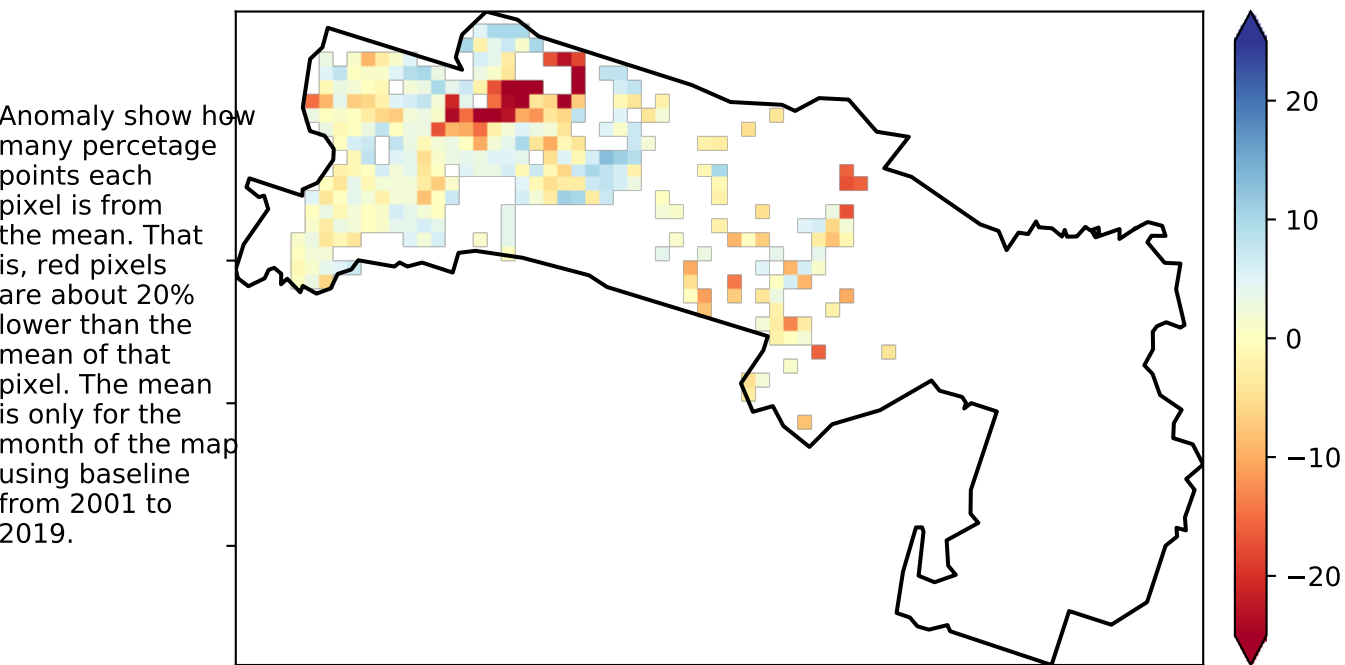 Anomaly show how
many percetage
points each
pixel is from
the mean. That
is, red pixels
are about 20%
lower than the
mean of that
pixel. The mean
is only for the
month of the map
using baseline
from 2001 to
2019.
20
10
0
−10
−20